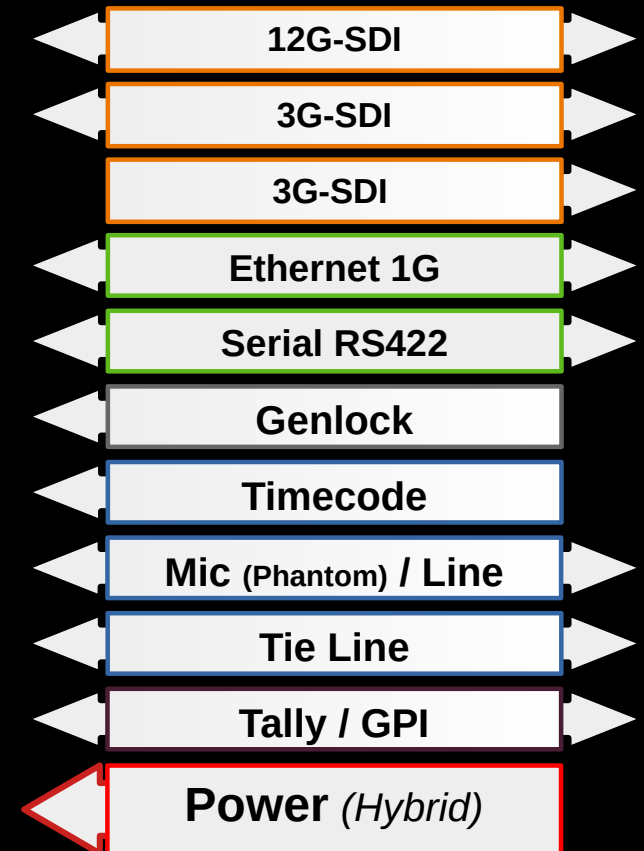 12G-SDI
3G-SDI
3G-SDI
Ethernet 1G
Serial RS422
Genlock
Timecode
Mic (Phantom) / Line
Tie Line
Tally / GPI
Power (Hybrid)